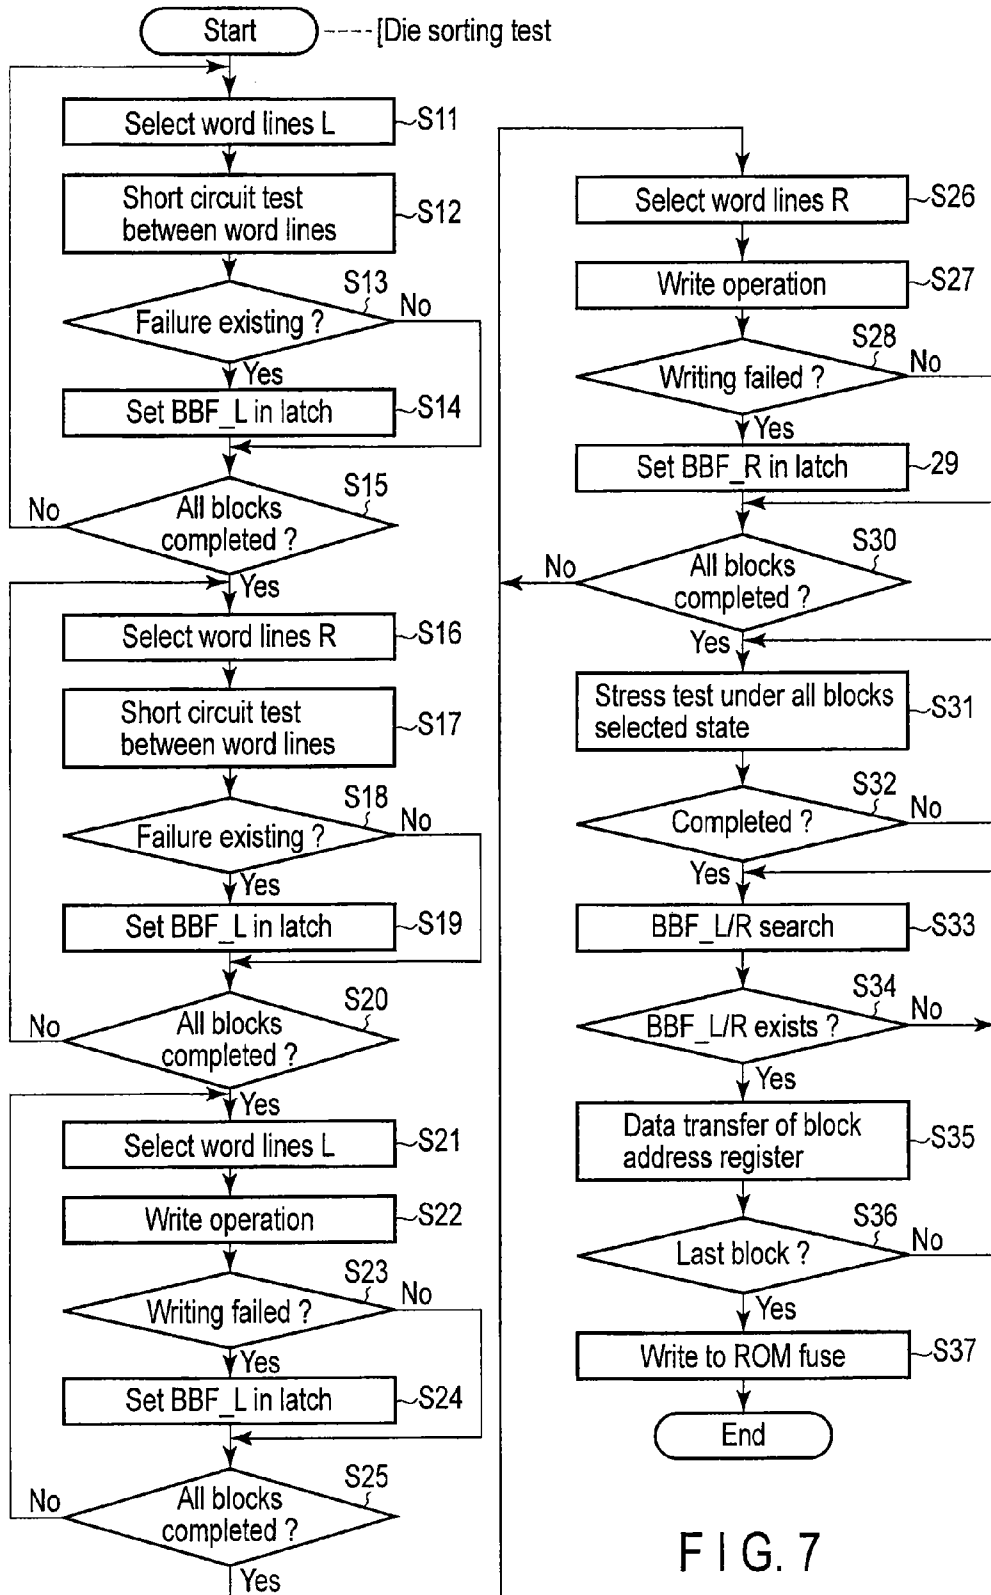 Start
[Die sorting test
Select word lines L
S11
Short circuit test
between word lines
S12
S13
Failure existing ?
No
Yes
Set BBF_L in latch
S14
S15
All blocks
completed ?
No
Yes
Select word lines R
S16
Short circuit test
between word lines
S17
S18
Failure existing ?
No
Yes
Set BBF_L in latch
S19
S20
All blocks
completed ?
No
Yes
Select word lines L
S21
Write operation
S22
S23
Writing failed ?
No
Yes
Set BBF_L in latch
S24
S25
All blocks
completed ?
No
Yes
Select word lines R
S26
Write operation
S27
S28
Writing failed ?
No
Yes
Set BBF_R in latch
29
S30
All blocks
completed ?
No
Yes
Stress test under all blocks
selected state
S31
S32
Completed ?
No
Yes
BBF_L/R search
S33
S34
BBF_L/R exists ?
No
Yes
Data transfer of block
address register
S35
S36
Last block ?
No
Yes
Write to ROM fuse
S37
End
F I G. 7